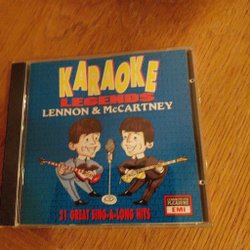 KARAOKE
LEGENDS
LENNON & McCARTNEY
21 GREAT SING-A-LONG HITS
EMI